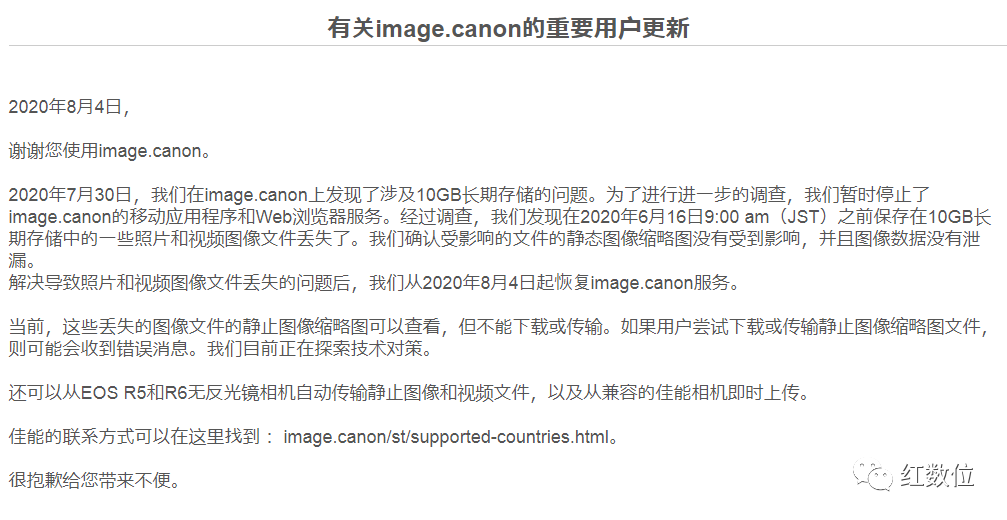 有关image.canon的重要用户更新
2020年8月4日，
谢谢您使用image.canon。
2020年7月30日，我们在image.canon上发现了涉及10GB长期存储的问题。为了进行进一步的调查，我们暂时停止了
image.canon的移动应用程序和Web浏览器服务。经过调查，我们发现在2020年6月16日9:00 am（JST）之前保存在10GB长
期存储中的一些照片和视频图像文件丢失了。我们确认受影响的文件的静态图像缩略图没有受到影响，并且图像数据没有泄
漏。
解决导致照片和视频图像文件丢失的问题后，我们从2020年8月4日起恢复image.canon服务。
当前，这些丢失的图像文件的静止图像缩略图可以查看，但不能下载或传输。如果用户尝试下载或传输静止图像缩略图文件，
则可能会收到错误消息。我们目前正在探索技术对策。
还可以从EOS R5和R6无反光镜相机自动传输静止图像和视频文件，以及从兼容的佳能相机即时上传。
佳能的联系方式可以在这里找到： image.canon/st/supported-countries.html。
很抱歉给您带来不便。
红数位